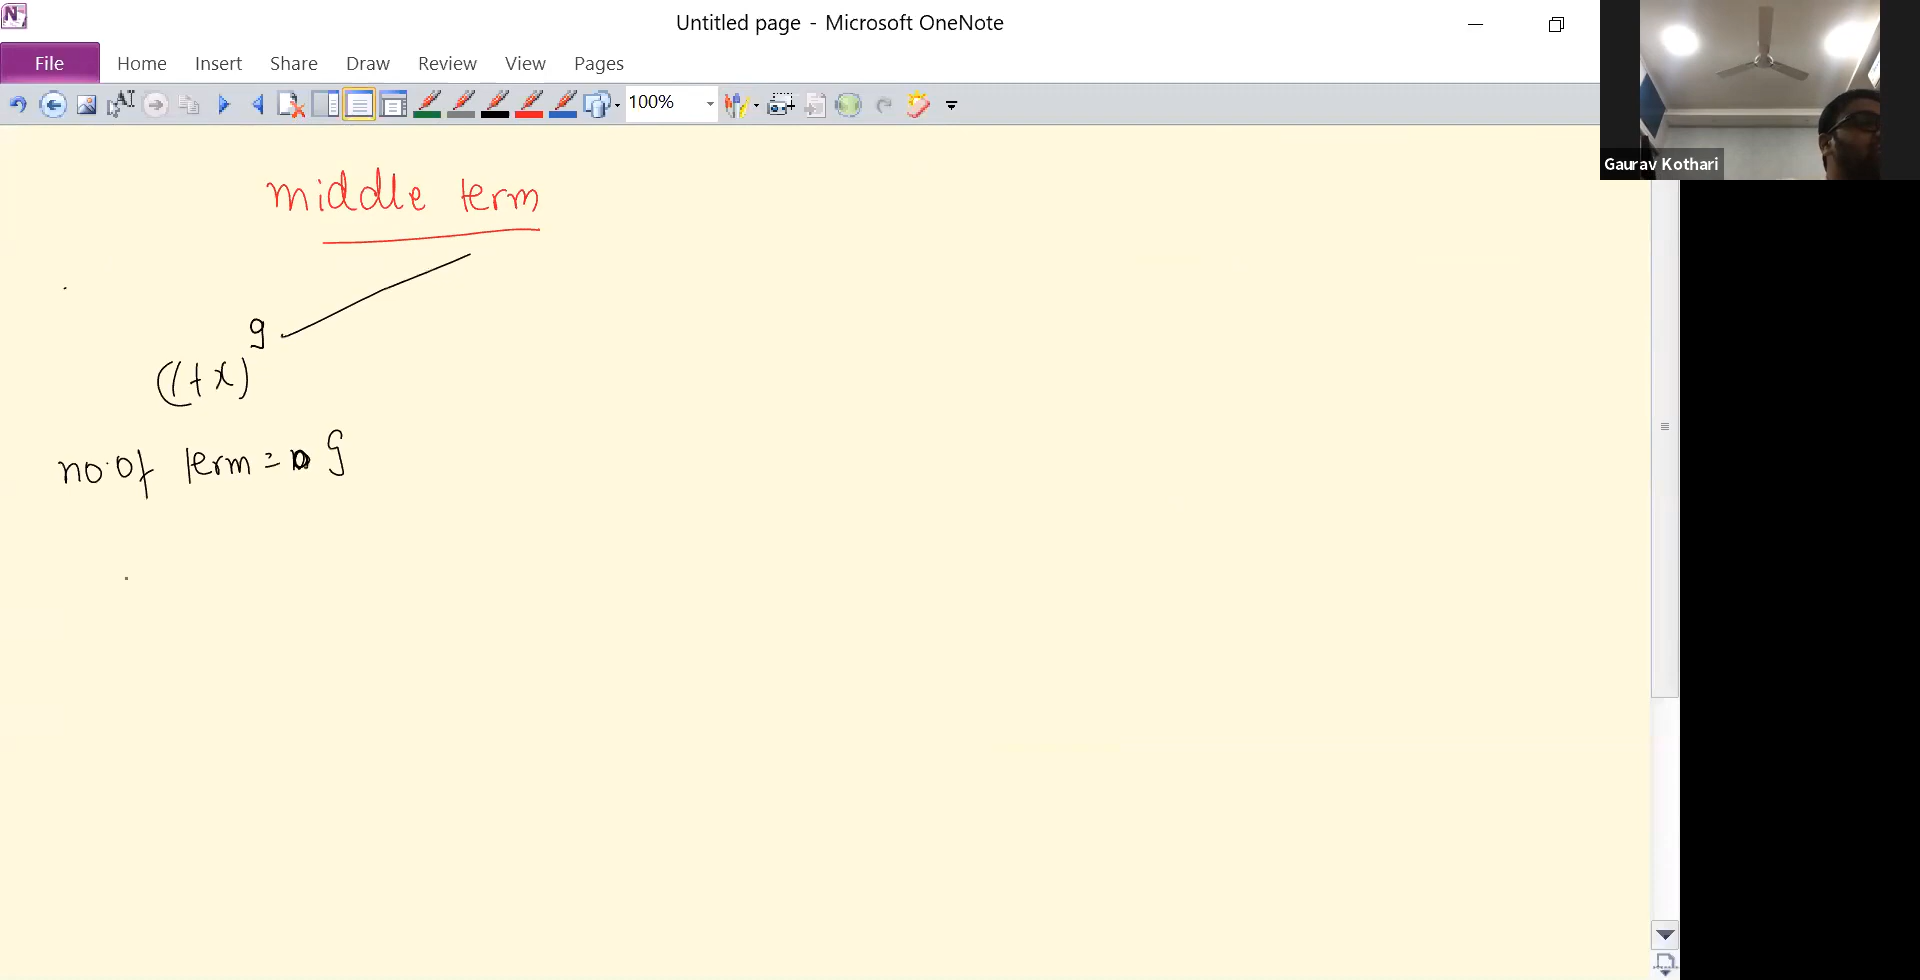 Untitled page - Microsoft OneNote
File Home Insert Share Draw Review View Pages
100%
Gaurav Kothari
middle term
(1+x)^9
no. of term = 9